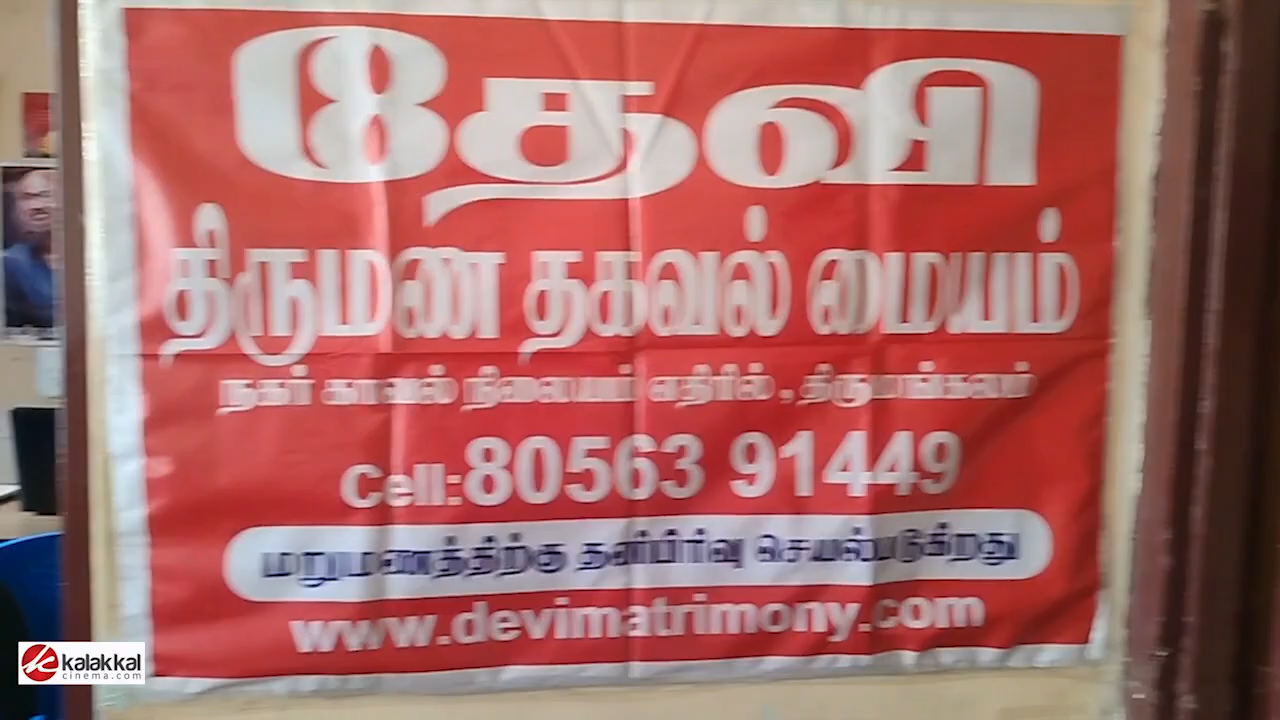 தேவி
திருமண தகவல் மையம்
நகர் காவல் நிலையம் எதிரில், திருமங்கலம்
Cell:80563 91449
மறுமணத்திற்கு தனிபிரிவு செயல்படுகிறது
www.devimatrimony.com
kalakkal
cinema.com